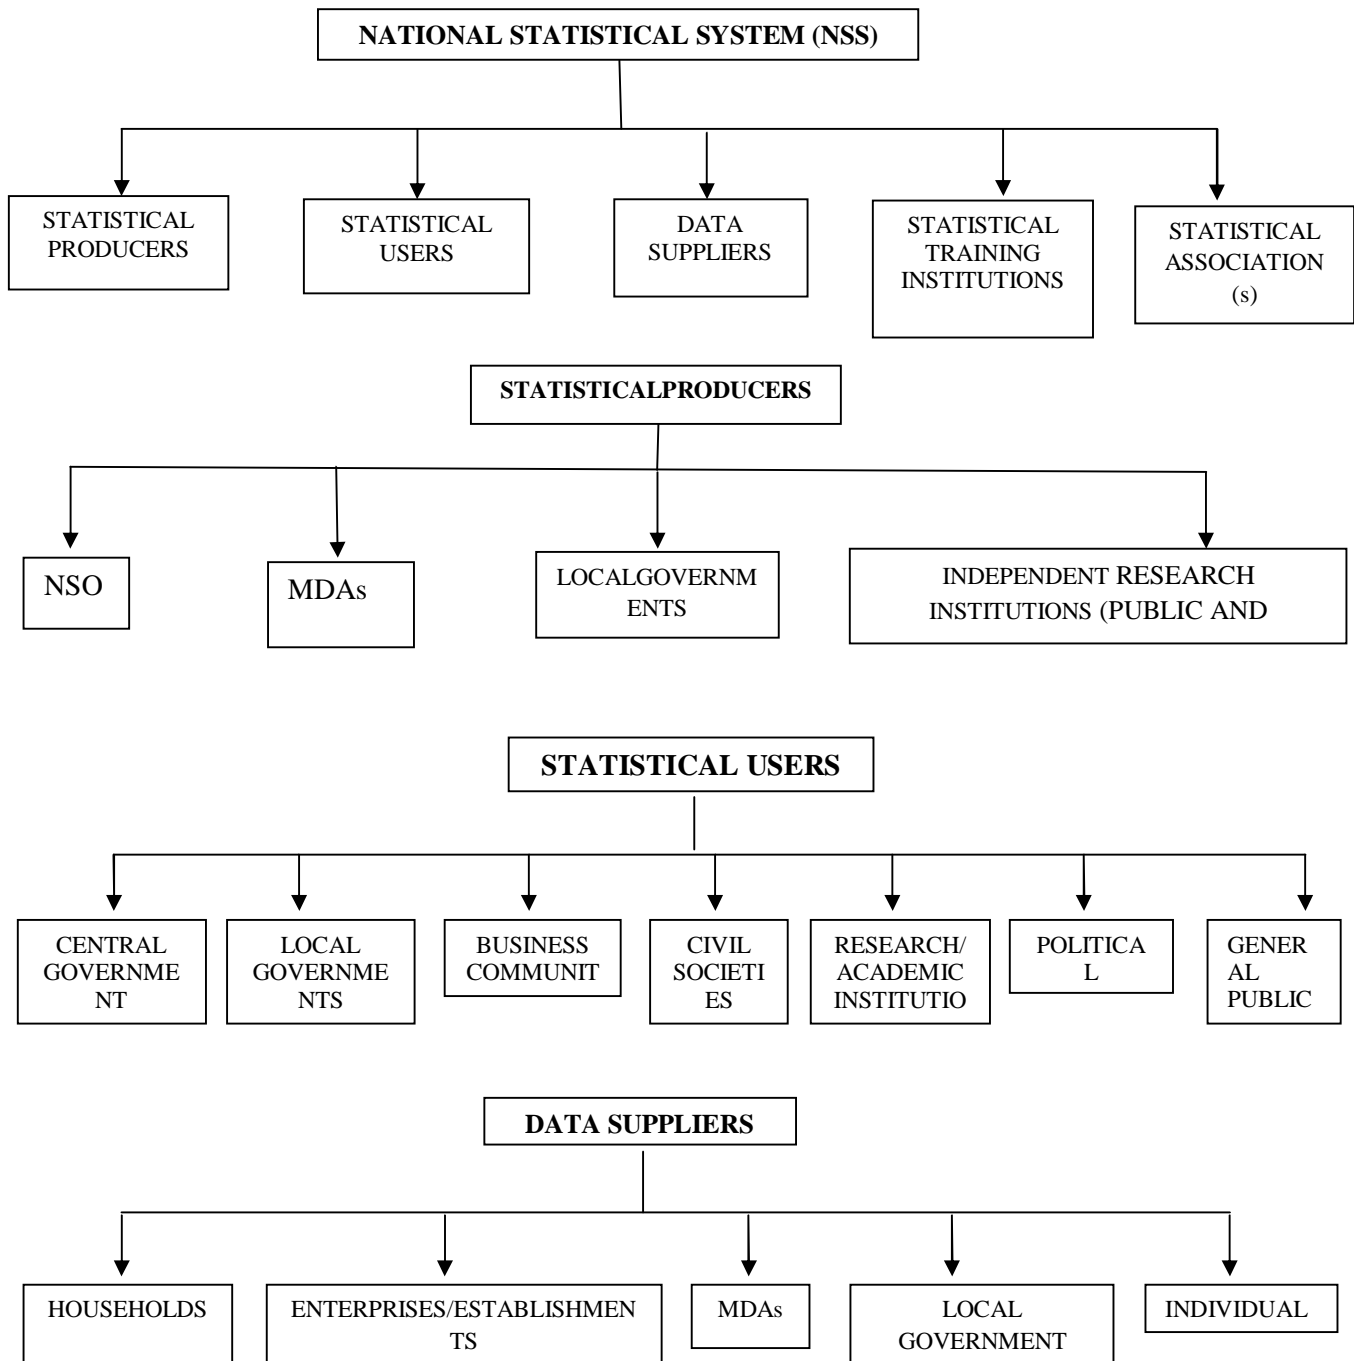 NATIONAL STATISTICAL SYSTEM (NSS)
STATISTICAL
PRODUCERS
STATISTICAL
USERS
DATA
SUPPLIERS
STATISTICAL
TRAINING
INSTITUTIONS
STATISTICAL
ASSOCIATION
(s)
STATISTICALPRODUCERS
NSO
MDAs
LOCALGOVERNM
ENTS
INDEPENDENT RESEARCH
INSTITUTIONS (PUBLIC AND
STATISTICAL USERS
CENTRAL
GOVERNME
NT
LOCAL
GOVERNME
NTS
BUSINESS
COMMUNIT
CIVIL
SOCIETI
ES
RESEARCH/
ACADEMIC
INSTITUTIO
POLITICA
L
GENER
AL
PUBLIC
DATA SUPPLIERS
HOUSEHOLDS
ENTERPRISES/ESTABLISHMEN
TS
MDAs
LOCAL
GOVERNMENT
INDIVIDUAL